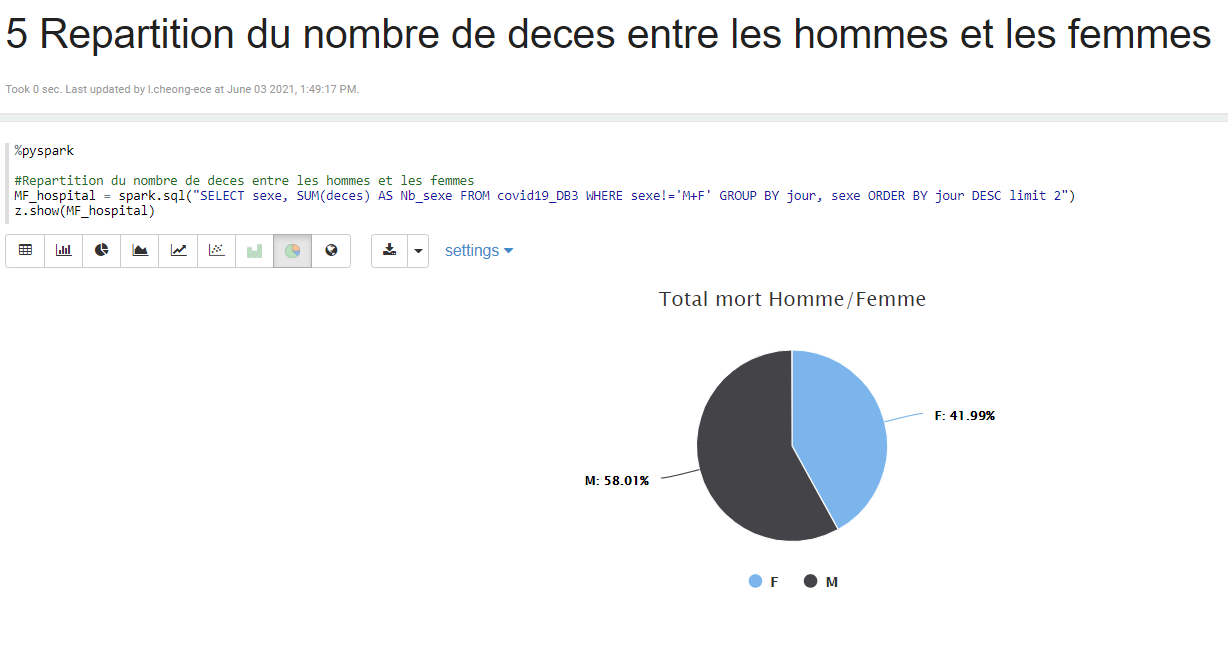 5 Repartition du nombre de deces entre les hommes et les femmes
Took 0 sec. Last updated by l.cheong-ece at June 03 2021, 1:49:17 PM.
%pyspark
#Repartition du nombre de deces entre les hommes et les femmes
MF_hospital = spark.sql("SELECT sexe, SUM(deces) AS Nb_sexe FROM covid19_DB3 WHERE sexe!='M+F' GROUP BY jour, sexe ORDER BY jour DESC limit 2")
z.show(MF_hospital)
settings
Total mort Homme/Femme
F: 41.99%
M: 58.01%
F M